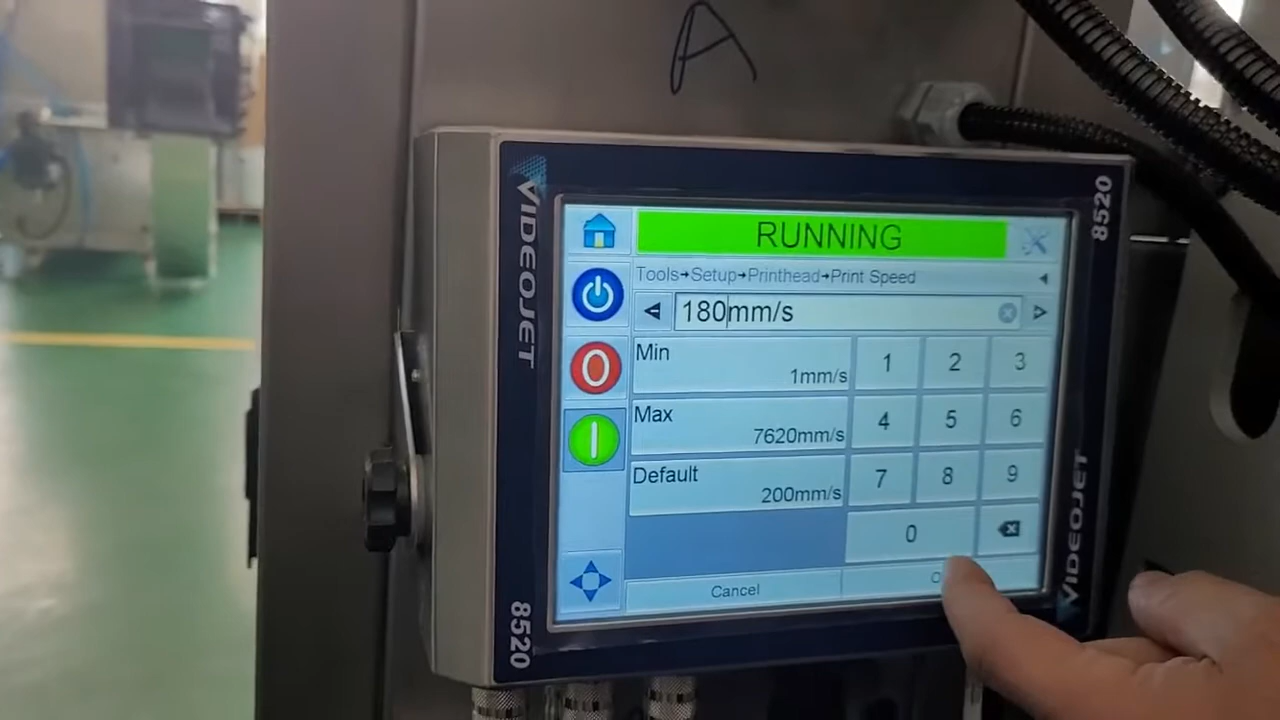 A
VIDEOJET
8520
RUNNING
Tools→Setup→Printhead→Print Speed
180mm/s
Min
1mm/s
1 2 3
Max
7620mm/s
4 5 6
Default
200mm/s
7 8 9
0
Cancel
8520
VIDEOJET